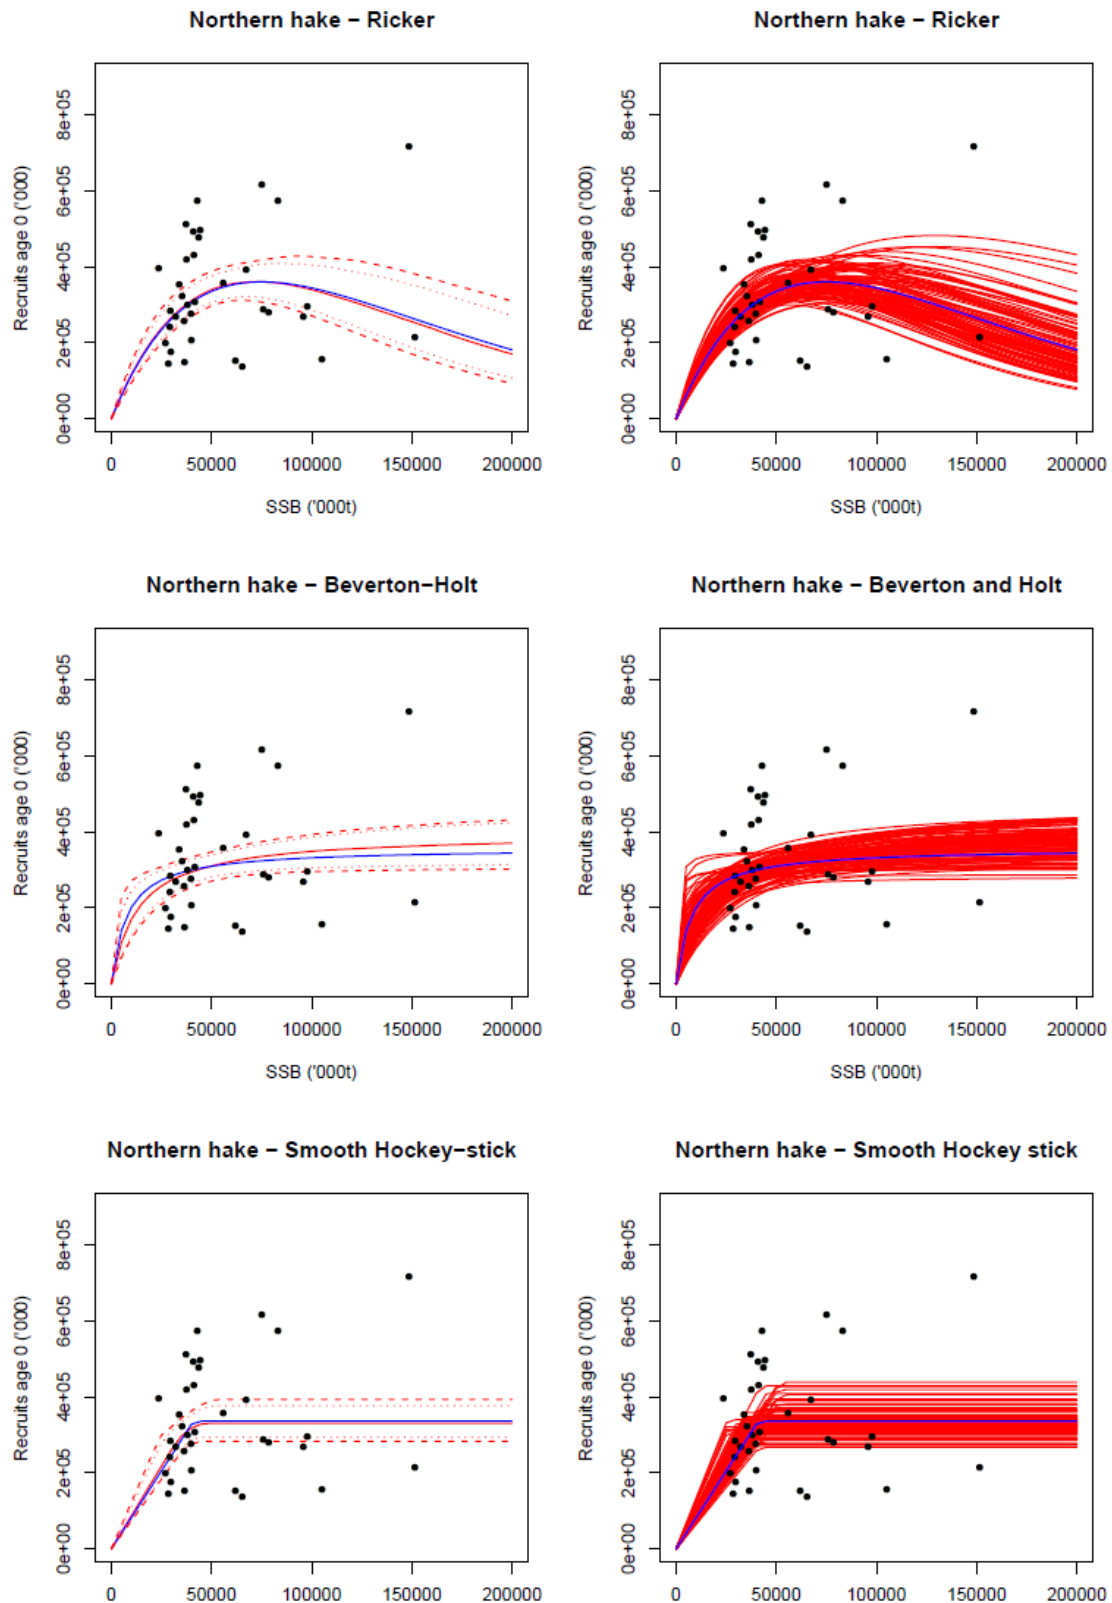 Northern hake − Ricker
Northern hake − Ricker
Recruits age 0 ('000)
0e+00 2e+05 4e+05 6e+05 8e+05
0 50000 100000 150000 200000
SSB ('000t)
Recruits age 0 ('000)
0e+00 2e+05 4e+05 6e+05 8e+05
0 50000 100000 150000 200000
SSB ('000t)
Northern hake − Beverton−Holt
Northern hake − Beverton and Holt
Recruits age 0 ('000)
0e+00 2e+05 4e+05 6e+05 8e+05
0 50000 100000 150000 200000
SSB ('000t)
Recruits age 0 ('000)
0e+00 2e+05 4e+05 6e+05 8e+05
0 50000 100000 150000 200000
SSB ('000t)
Northern hake − Smooth Hockey−stick
Northern hake − Smooth Hockey stick
Recruits age 0 ('000)
0e+00 2e+05 4e+05 6e+05 8e+05
0 50000 100000 150000 200000
Recruits age 0 ('000)
0e+00 2e+05 4e+05 6e+05 8e+05
0 50000 100000 150000 200000